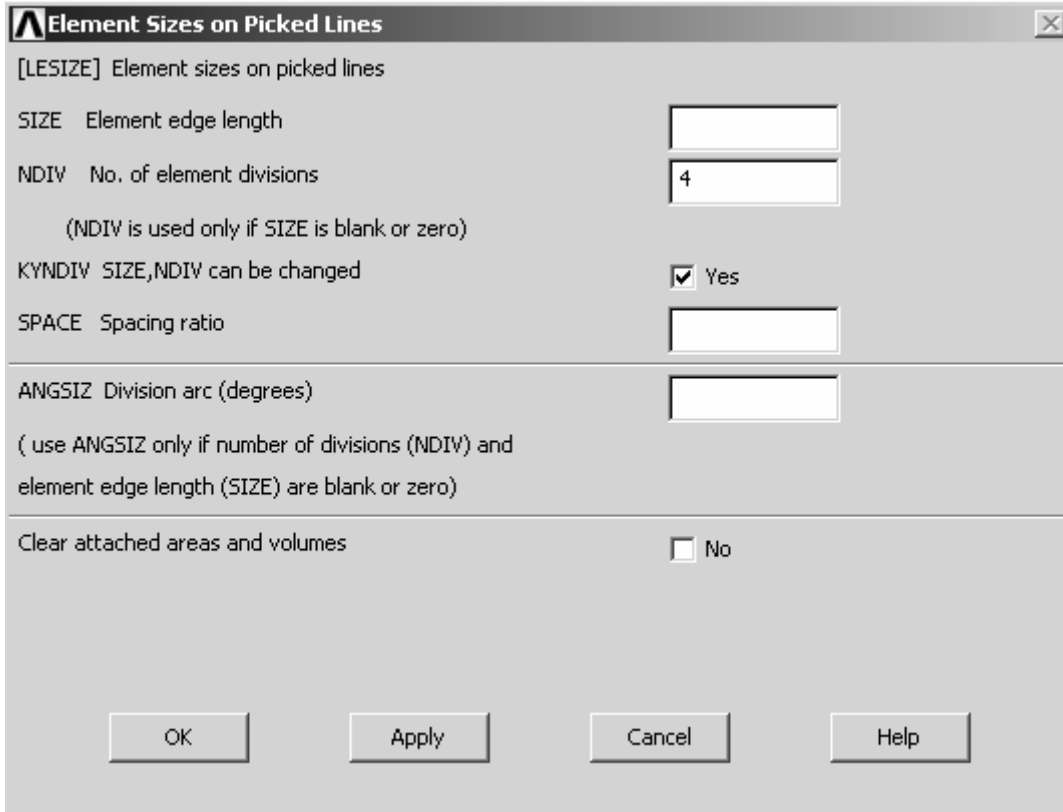 Element Sizes on Picked Lines
[LESIZE] Element sizes on picked lines
SIZE Element edge length
NDIV No. of element divisions 4
(NDIV is used only if SIZE is blank or zero)
KYNDIV SIZE,NDIV can be changed Yes
SPACE Spacing ratio
ANGSIZ Division arc (degrees)
( use ANGSIZ only if number of divisions (NDIV) and
element edge length (SIZE) are blank or zero)
Clear attached areas and volumes No
OK Apply Cancel Help